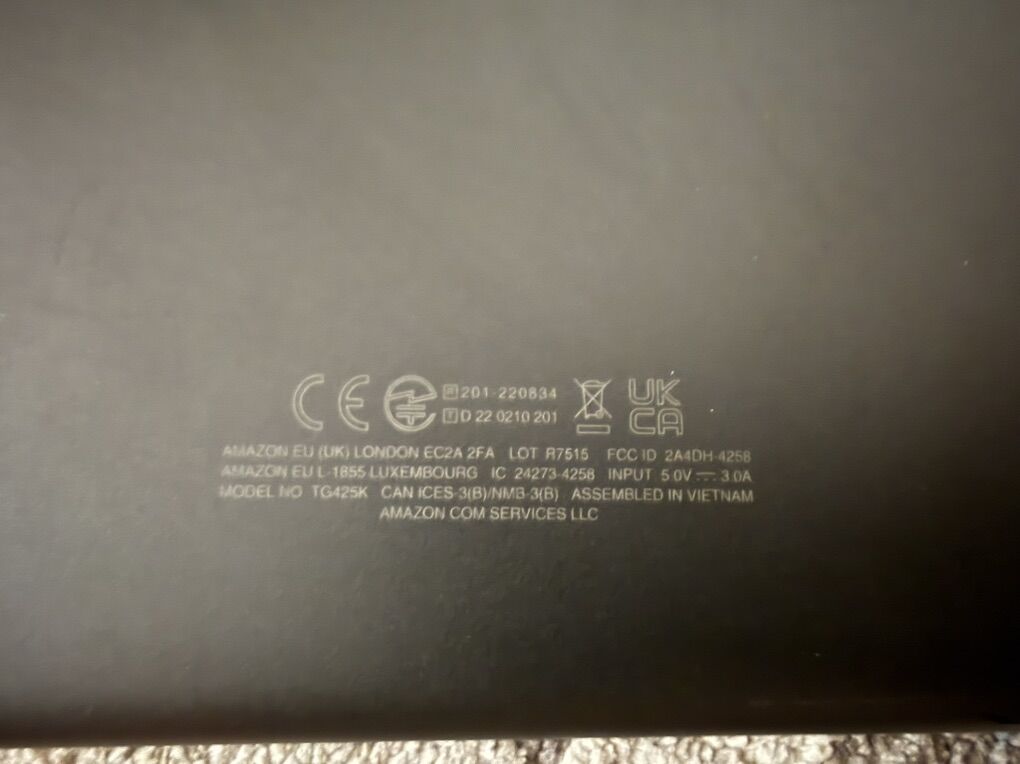 CE R 201-220834 UK
T D 22 0210 201 CA
AMAZON EU (UK) LONDON EC2A 2FA LOT R7515 FCC ID 2A4DH-4258
AMAZON EU L-1855 LUXEMBOURG IC 24273-4258 INPUT 5.0V ⎓ 3.0A
MODEL NO TG425K CAN ICES-3(B)/NMB-3(B) ASSEMBLED IN VIETNAM
AMAZON COM SERVICES LLC